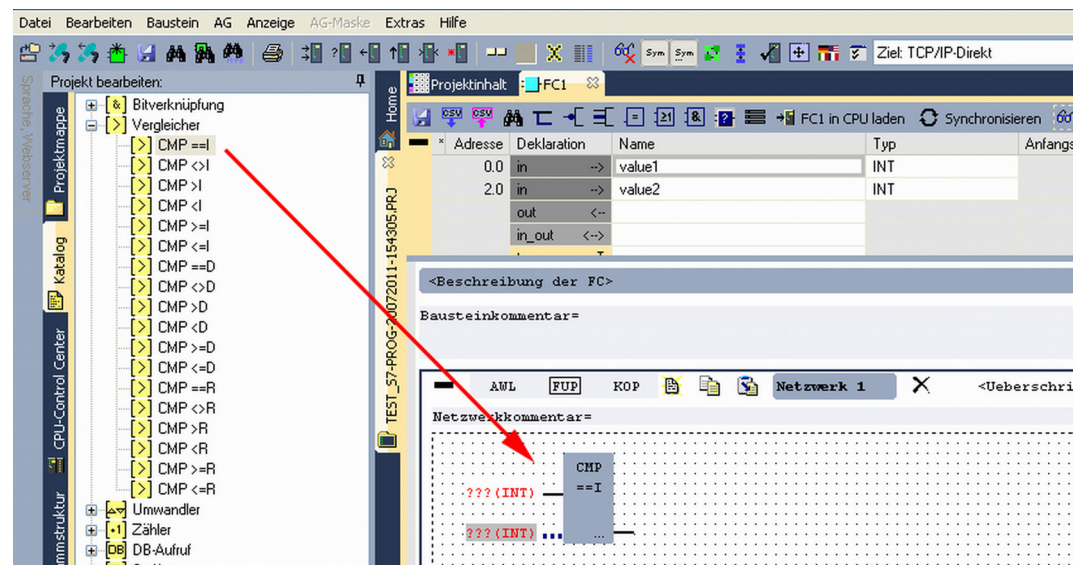 Datei Bearbeiten Baustein AG Anzeige AG-Maske Extras Hilfe
Sym Sym Ziel: TCP/IP-Direkt
Sprache, Webserver
Projektmappe
Katalog
CPU-Control Center
Projekt bearbeiten:
& Bitverknüpfung
> Vergleicher
> CMP ==I
> CMP <>I
> CMP >I
> CMP <I
> CMP >=I
> CMP <=I
> CMP ==D
> CMP <>D
> CMP >D
> CMP <D
> CMP >=D
> CMP <=D
> CMP ==R
> CMP <>R
> CMP >R
> CMP <R
> CMP >=R
> CMP <=R
Umwandler
+1 Zähler
DB DB-Aufruf
Home
TEST_S7-PROG-20072011-154305.PRJ
Projektinhalt FC1
CSV CSV FC1 in CPU laden Synchronisieren
* Adresse Deklaration Name Typ Anfangs
0.0 in --> value1 INT
2.0 in --> value2 INT
out <--
in_out <-->
<Beschreibung der FC>
Bausteinkommentar=
AWL FUP KOP Netzwerk 1 <Ueberschri
Netzwerkkommentar=
CMP
==I
???(INT)
???(INT) ...